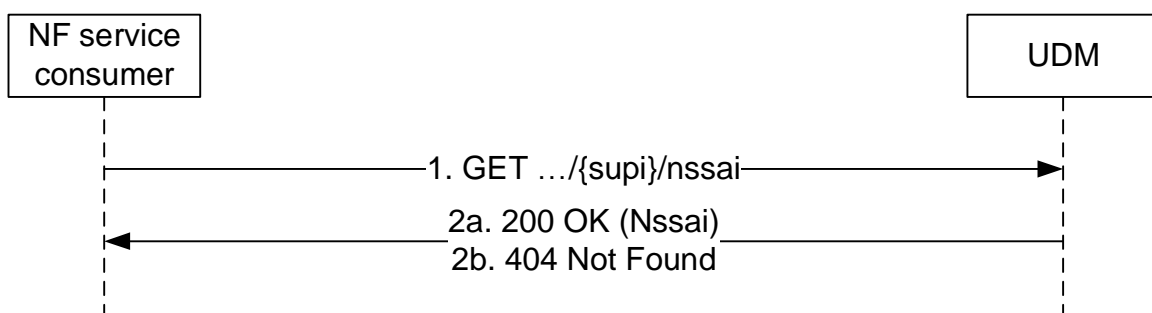 NF service
consumer
UDM
1. GET …/{supi}/nssai
2a. 200 OK (Nssai)
2b. 404 Not Found